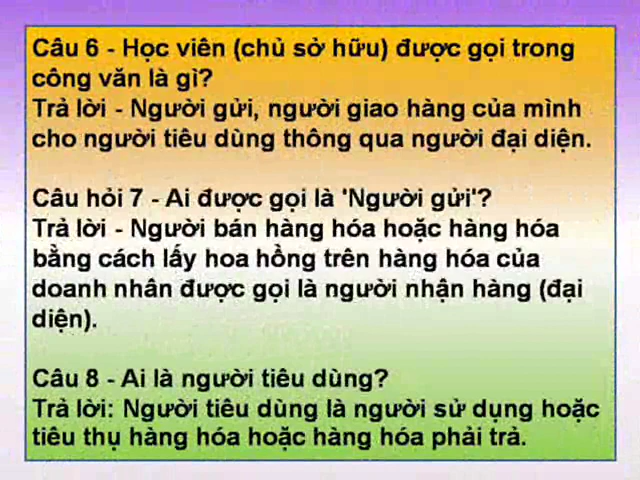 Câu 6 - Học viên (chủ sở hữu) được gọi trong
công văn là gì?
Trả lời - Người gửi, người giao hàng của mình
cho người tiêu dùng thông qua người đại diện.
Câu hỏi 7 - Ai được gọi là 'Người gửi'?
Trả lời - Người bán hàng hóa hoặc hàng hóa
bằng cách lấy hoa hồng trên hàng hóa của
doanh nhân được gọi là người nhận hàng (đại
diện).
Câu 8 - Ai là người tiêu dùng?
Trả lời: Người tiêu dùng là người sử dụng hoặc
tiêu thụ hàng hóa hoặc hàng hóa phải trả.